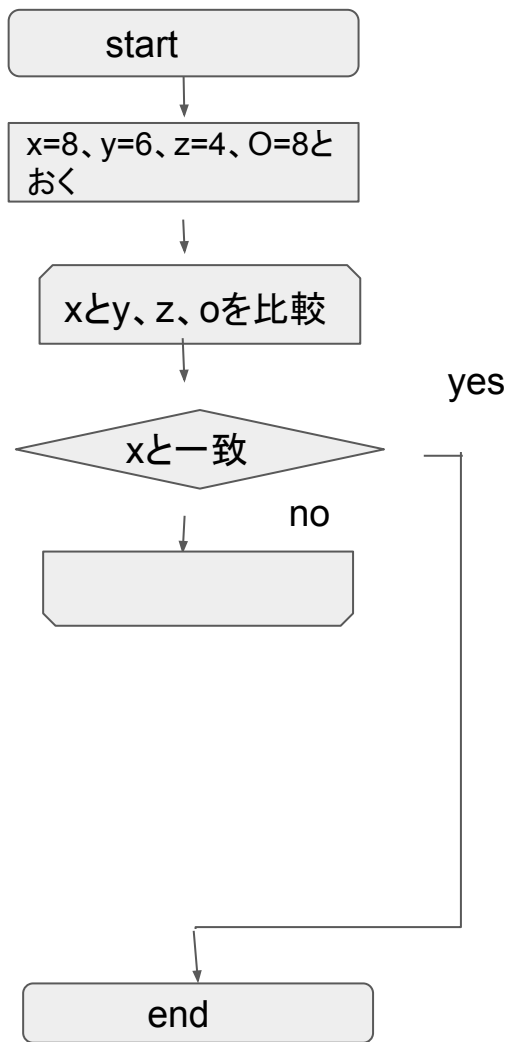 start
x=8、y=6、z=4、O=8と
おく
xとy、z、oを比較
yes
xと一致
no
end